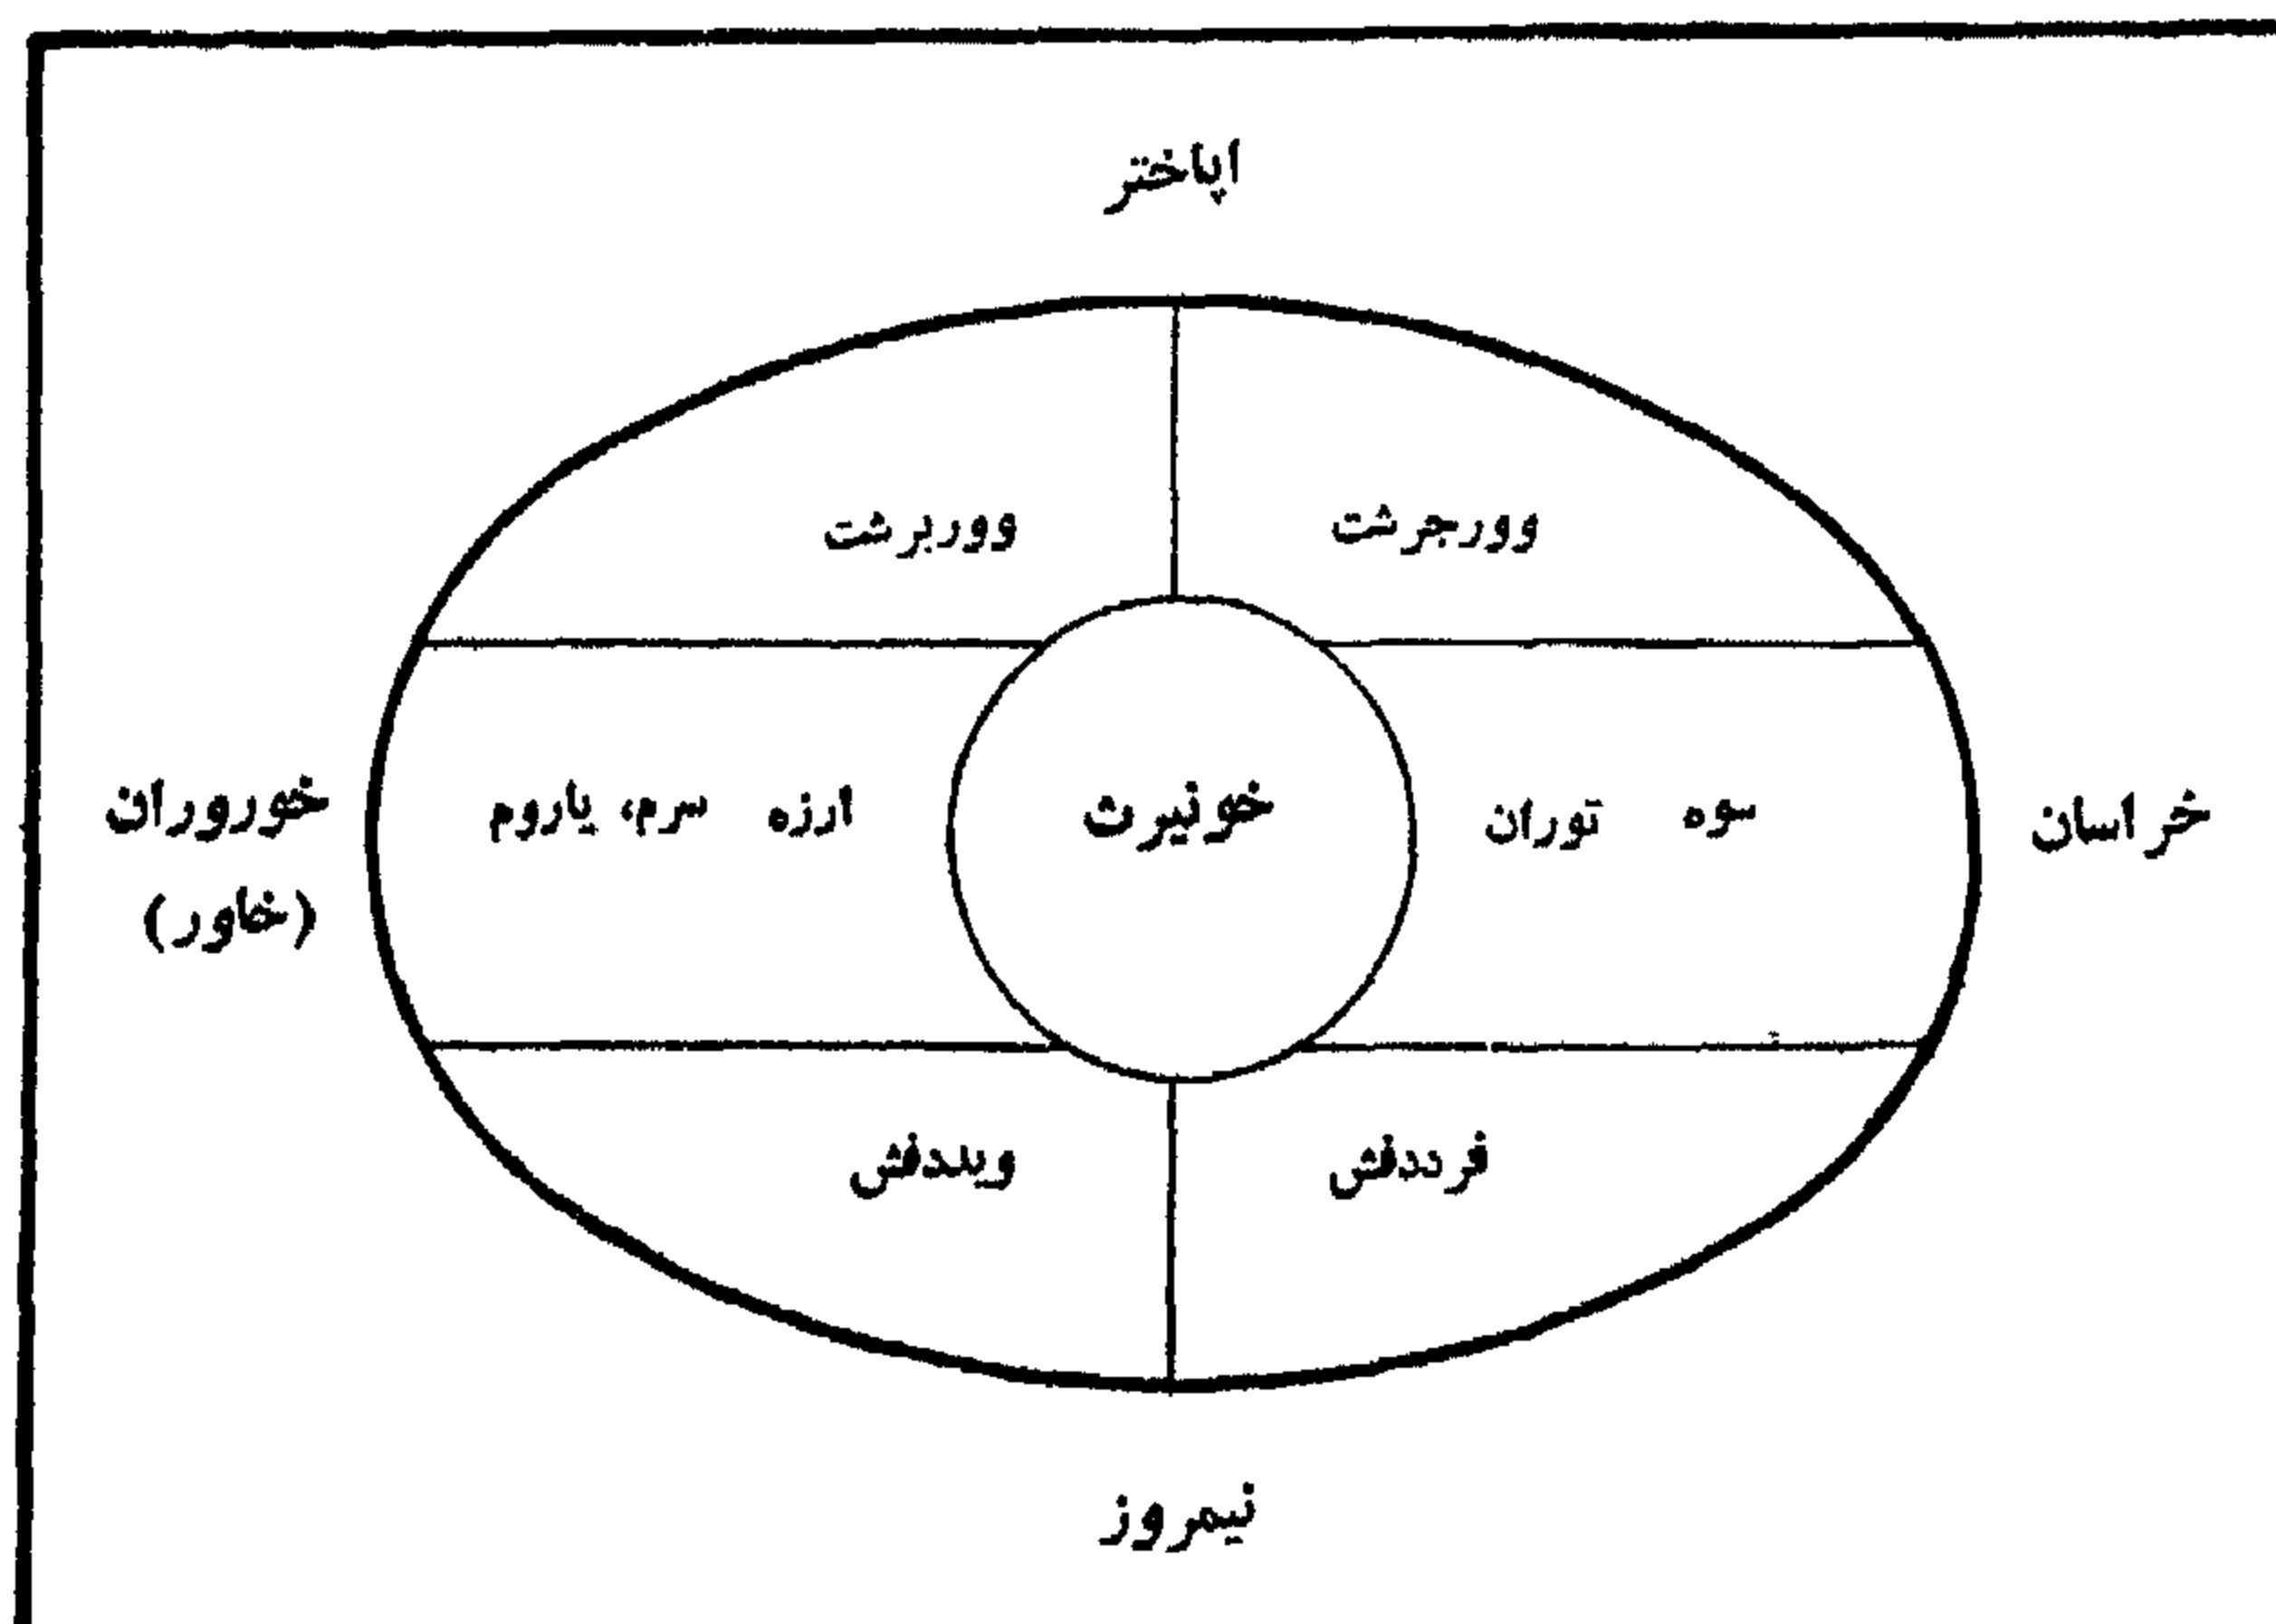 اپاختر
وورجرشت
ووربرشت
خراسان
سوه توران
خونیرث
ارزه سرم، یاروم
خوروران
(خاور)
فرددفش
ویددفش
نیمروز